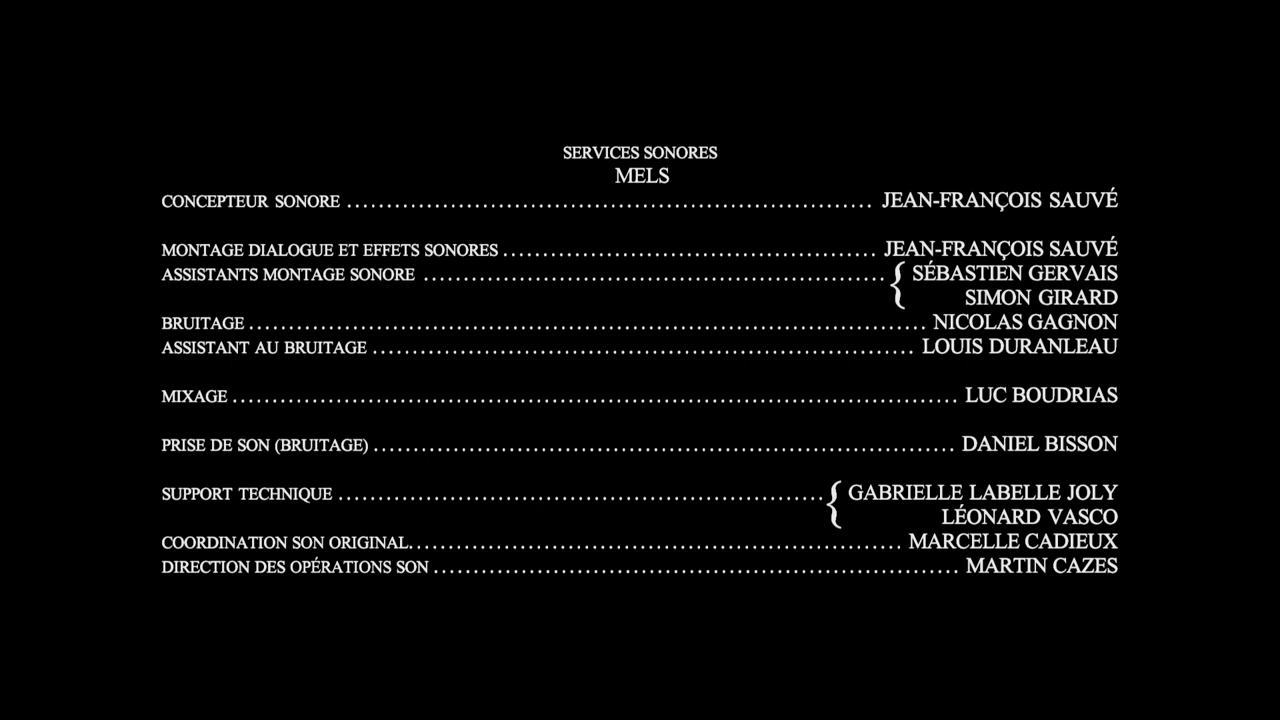 SERVICES SONORES
MELS
CONCEPTEUR SONORE ................................................................ JEAN-FRANÇOIS SAUVÉ
MONTAGE DIALOGUE ET EFFETS SONORES .............................................. JEAN-FRANÇOIS SAUVÉ
ASSISTANTS MONTAGE SONORE ......................................................... { SÉBASTIEN GERVAIS
SIMON GIRARD
BRUITAGE .................................................................................... NICOLAS GAGNON
ASSISTANT AU BRUITAGE ................................................................... LOUIS DURANLEAU
MIXAGE ......................................................................................... LUC BOUDRIAS
PRISE DE SON (BRUITAGE) ....................................................................... DANIEL BISSON
SUPPORT TECHNIQUE ............................................................ { GABRIELLE LABELLE JOLY
LÉONARD VASCO
COORDINATION SON ORIGINAL ............................................................. MARCELLE CADIEUX
DIRECTION DES OPÉRATIONS SON ................................................................. MARTIN CAZES